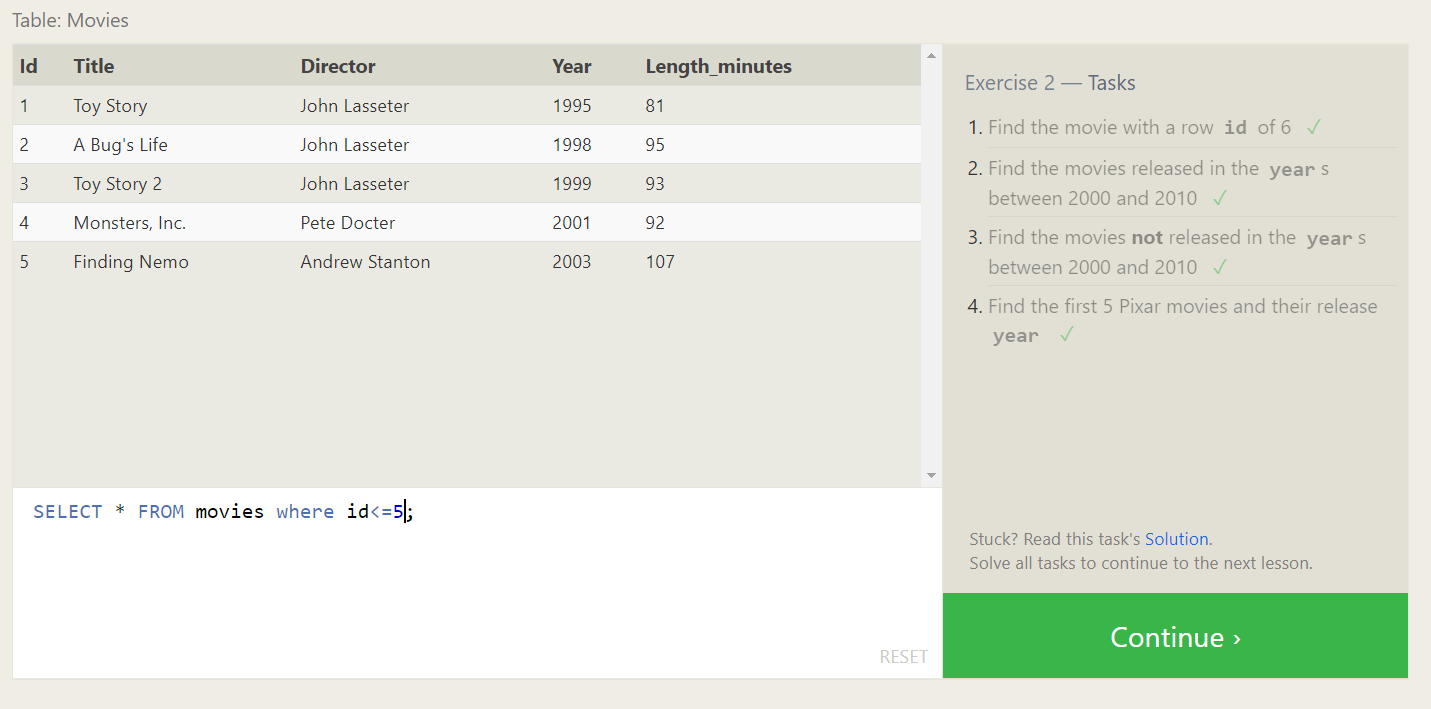 Table: Movies
Id Title Director Year Length_minutes
1 Toy Story John Lasseter 1995 81
2 A Bug's Life John Lasseter 1998 95
3 Toy Story 2 John Lasseter 1999 93
4 Monsters, Inc. Pete Docter 2001 92
5 Finding Nemo Andrew Stanton 2003 107
SELECT * FROM movies where id<=5;
RESET
Exercise 2 — Tasks
1. Find the movie with a row id of 6 ✓
2. Find the movies released in the year s
between 2000 and 2010 ✓
3. Find the movies not released in the year s
between 2000 and 2010 ✓
4. Find the first 5 Pixar movies and their release
year ✓
Stuck? Read this task's Solution.
Solve all tasks to continue to the next lesson.
Continue ›